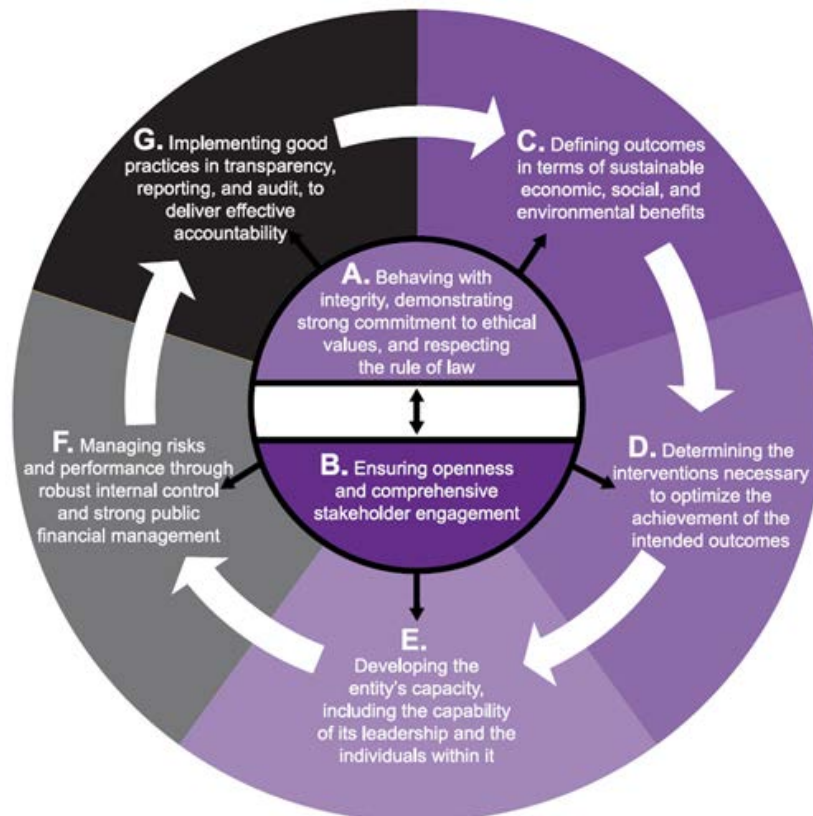 G. Implementing good
practices in transparency,
reporting, and audit, to
deliver effective
accountability
C. Defining outcomes
in terms of sustainable
economic, social, and
environmental benefits
A. Behaving with
integrity, demonstrating
strong commitment to ethical
values, and respecting
the rule of law
B. Ensuring openness
and comprehensive
stakeholder engagement
F. Managing risks
and performance through
robust internal control
and strong public
financial management
D. Determining the
interventions necessary
to optimize the
achievement of the
intended outcomes
E.
Developing the
entity's capacity,
including the capability
of its leadership and the
individuals within it